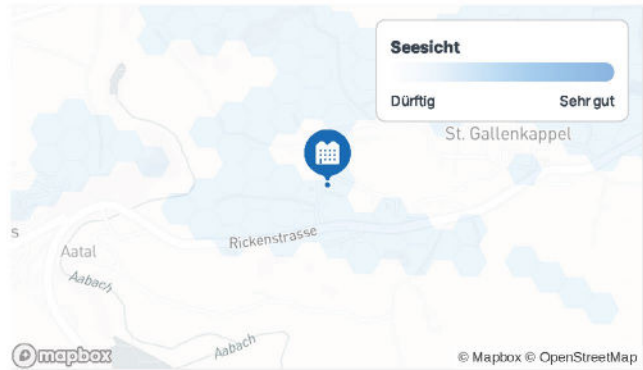 Seesicht
Dürftig Sehr gut
St. Gallenkappel
Rickenstrasse
s
Aatal
Aabach
Aabach
mapbox
© Mapbox © OpenStreetMap